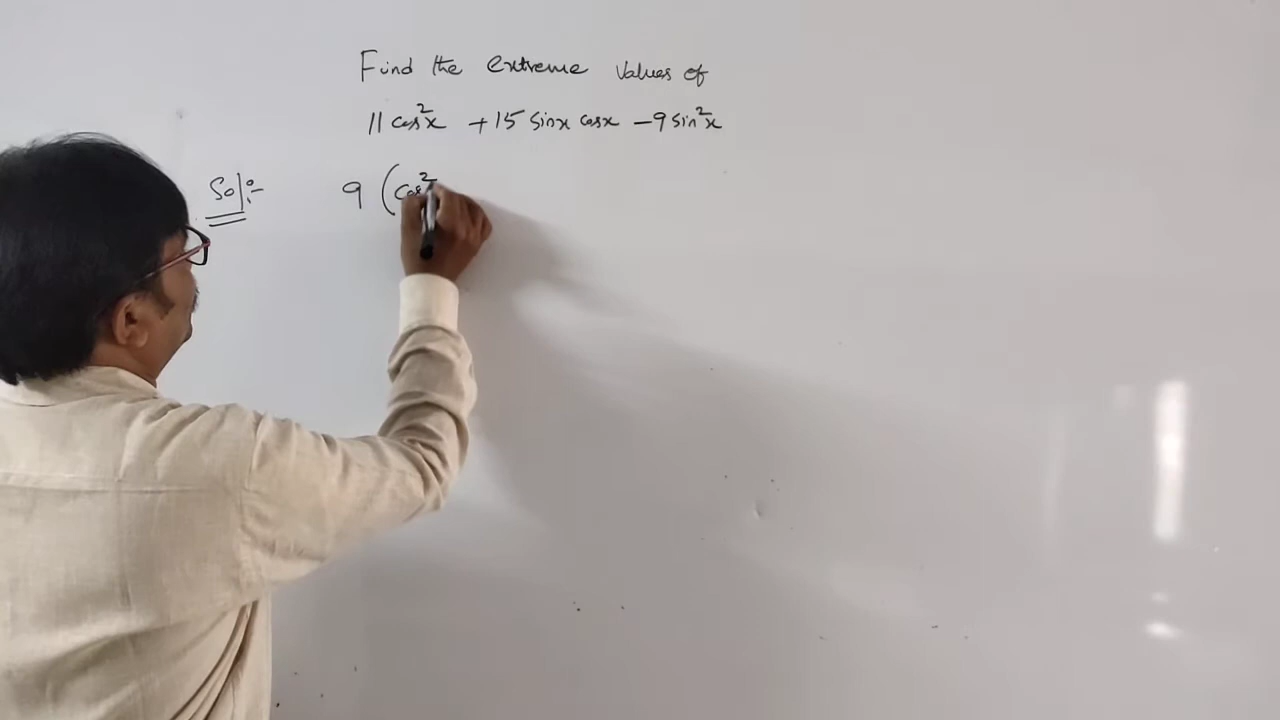 Find the extreme values of
11 cos²x + 15 sinx cosx - 9 sin²x
Sol:-
9 (cos²